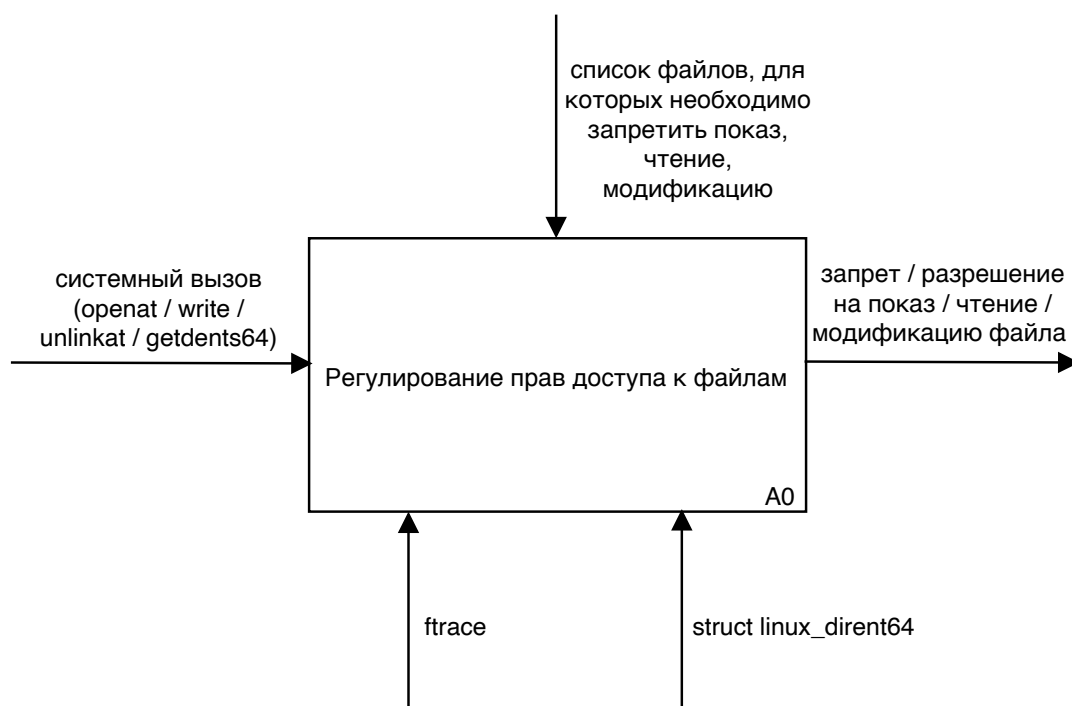 список файлов, для
которых необходимо
запретить показ,
чтение,
модификацию
системный вызов
(openat / write /
unlinkat / getdents64)
запрет / разрешение
на показ / чтение /
модификацию файла
Регулирование прав доступа к файлам
A0
ftrace
struct linux_dirent64